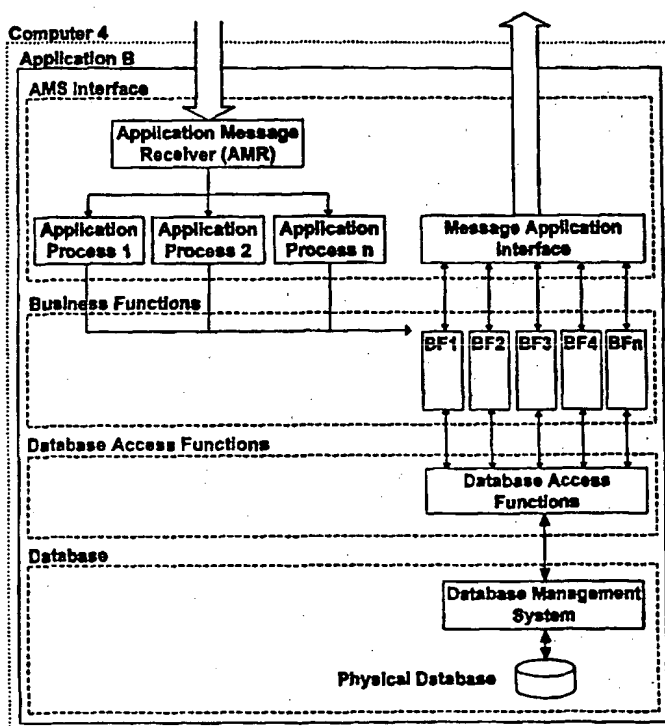 Computer 4
Application B
AMS Interface
Application Message
Receiver (AMR)
Application
Process 1
Application
Process 2
Application
Process n
Message Application
Interface
Business Functions
BF1
BF2
BF3
BF4
BFn
Database Access Functions
Database Access
Functions
Database
Database Management
System
Physical Database